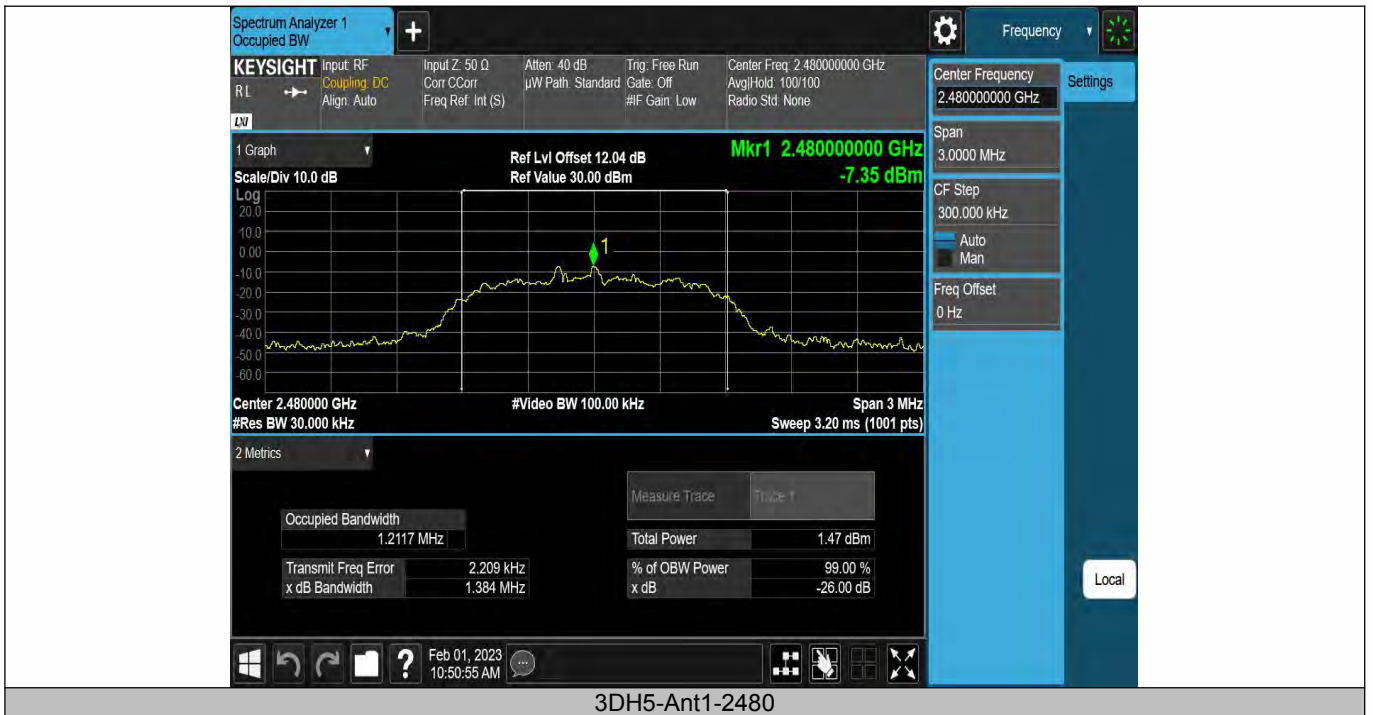 Spectrum Analyzer 1
Occupied BW
+
Frequency
KEYSIGHT
RL
LXI
Input: RF
Coupling: DC
Align: Auto
Input Z: 50 Ω
Corr CCorr
Freq Ref: Int (S)
Atten: 40 dB
µW Path: Standard
Trig: Free Run
Gate: Off
#IF Gain: Low
Center Freq: 2.480000000 GHz
Avg|Hold: 100/100
Radio Std: None
Center Frequency
2.480000000 GHz
Settings
Span
3.0000 MHz
CF Step
300.000 kHz
Auto
Man
Freq Offset
0 Hz
Local
1 Graph
Scale/Div 10.0 dB
Ref Lvl Offset 12.04 dB
Ref Value 30.00 dBm
Mkr1 2.480000000 GHz
-7.35 dBm
Log
20.0
10.0
0.00
-10.0
-20.0
-30.0
-40.0
-50.0
-60.0
1
Center 2.480000 GHz
#Res BW 30.000 kHz
#Video BW 100.00 kHz
Span 3 MHz
Sweep 3.20 ms (1001 pts)
2 Metrics
Measure Trace
Trace 1
Occupied Bandwidth
1.2117 MHz
Total Power
1.47 dBm
Transmit Freq Error
2.209 kHz
% of OBW Power
99.00 %
x dB Bandwidth
1.384 MHz
x dB
-26.00 dB
?
Feb 01, 2023
10:50:55 AM
3DH5-Ant1-2480